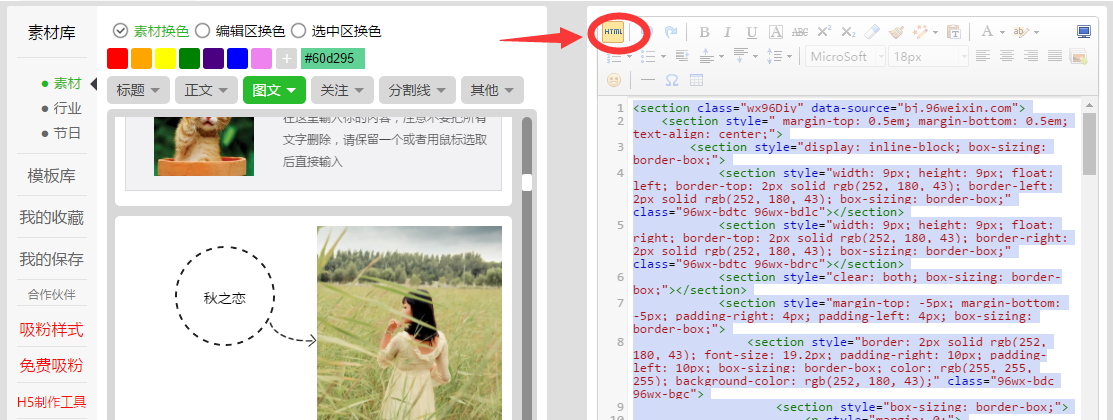 素材库
素材
行业
节日
模板库
我的收藏
我的保存
合作伙伴
吸粉样式
免费吸粉
H5制作工具
素材换色 编辑区换色 选中区换色
+ #60d295
标题 正文 图文 关注 分割线 其他
在这里输入你的内容，注意不要把所有
文字删除，请保留一个或者用鼠标选取
后直接输入
秋之恋
HTML
B I U A ABC X² X₂ A ab
MicroSoft 18px
1 <section class="wx96Diy" data-source="bj.96weixin.com">
2 <section style=" margin-top: 0.5em; margin-bottom: 0.5em;
text-align: center;">
3 <section style="display: inline-block; box-sizing:
border-box;">
4 <section style="width: 9px; height: 9px; float:
left; border-top: 2px solid rgb(252, 180, 43); border-left:
2px solid rgb(252, 180, 43); box-sizing: border-box;"
class="96wx-bdtc 96wx-bdlc"></section>
5 <section style="width: 9px; height: 9px; float:
right; border-top: 2px solid rgb(252, 180, 43); border-right:
2px solid rgb(252, 180, 43); box-sizing: border-box;"
class="96wx-bdtc 96wx-bdrc"></section>
6 <section style="clear: both; box-sizing: border-
box;"></section>
7 <section style="margin-top: -5px; margin-bottom:
-5px; padding-right: 4px; padding-left: 4px; box-sizing:
border-box;">
8 <section style="border: 2px solid rgb(252,
180, 43); font-size: 19.2px; padding-right: 10px; padding-
left: 10px; box-sizing: border-box; color: rgb(255, 255,
255); background-color: rgb(252, 180, 43);" class="96wx-bdc
96wx-bgc">
9 <section style="box-sizing: border-box;">
10 <p style="margin: 0;">